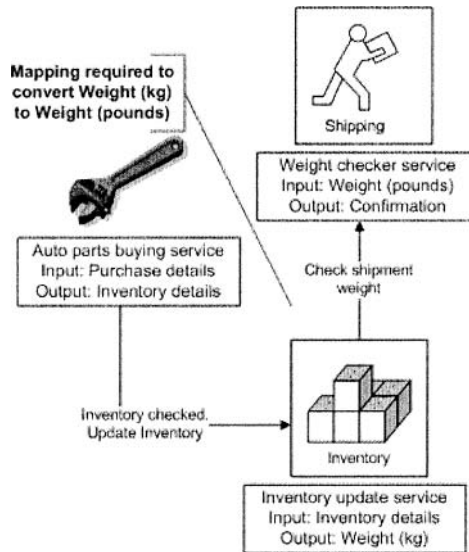 Mapping required to
convert Weight (kg)
to Weight (pounds)
Shipping
Weight checker service
Input: Weight (pounds)
Output: Confirmation
Auto parts buying service
Input: Purchase details
Output: Inventory details
Check shipment
weight
Inventory checked.
Update Inventory
Inventory
Inventory update service
Input: Inventory details
Output: Weight (kg)